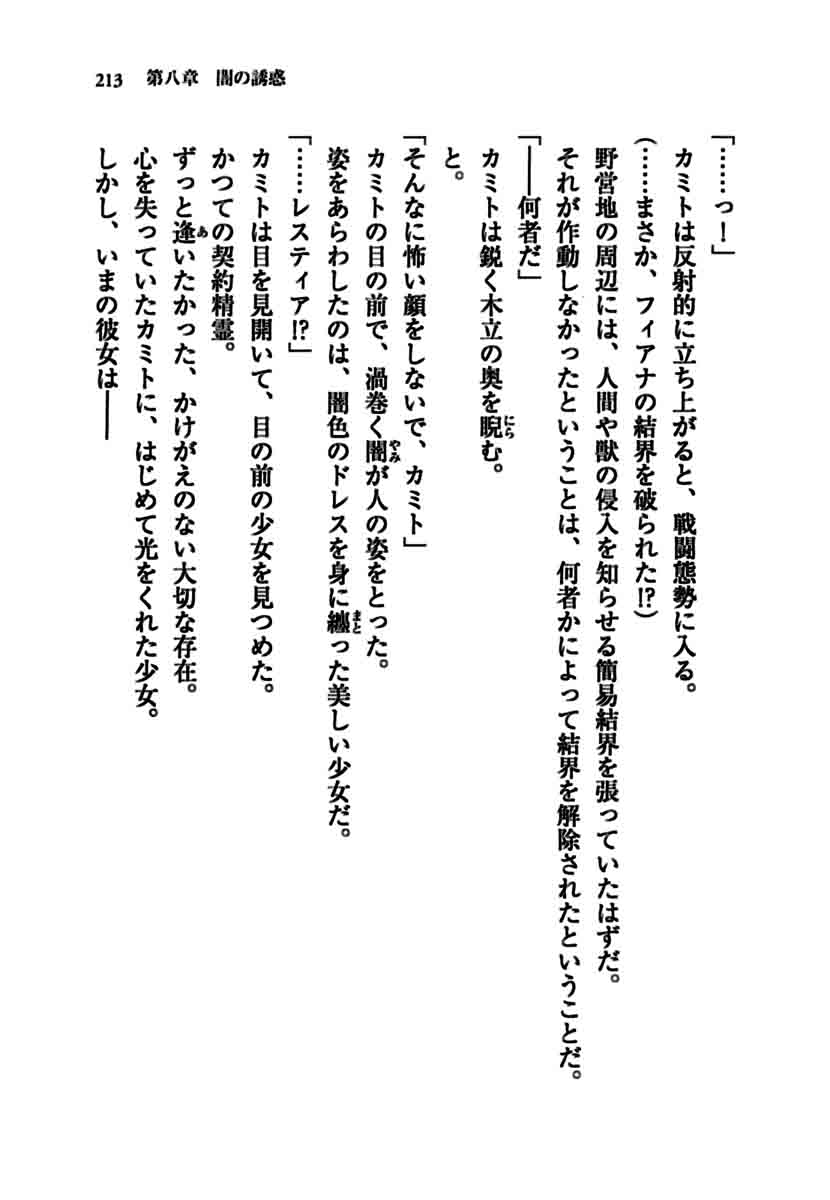 213 第八章 闇の誘惑
「……っ！」
カミトは反射的に立ち上がると、戦闘態勢に入る。
（……まさか、フィアナの結界を破られた!?）
野営地の周辺には、人間や獣の侵入を知らせる簡易結界を張っていたはずだ。
それが作動しなかったということは、何者かによって結界を解除されたということだ。
「――何者だ」
カミトは鋭く木立の奥を睨む。
と。
「そんなに怖い顔をしないで、カミト」
カミトの目の前で、渦巻く闇が人の姿をとった。
姿をあらわしたのは、闇色のドレスを身に纏った美しい少女だ。
「……レスティア!?」
カミトは目を見開いて、目の前の少女を見つめた。
かつての契約精霊。
ずっと逢いたかった、かけがえのない大切な存在。
心を失っていたカミトに、はじめて光をくれた少女。
しかし、いまの彼女は――